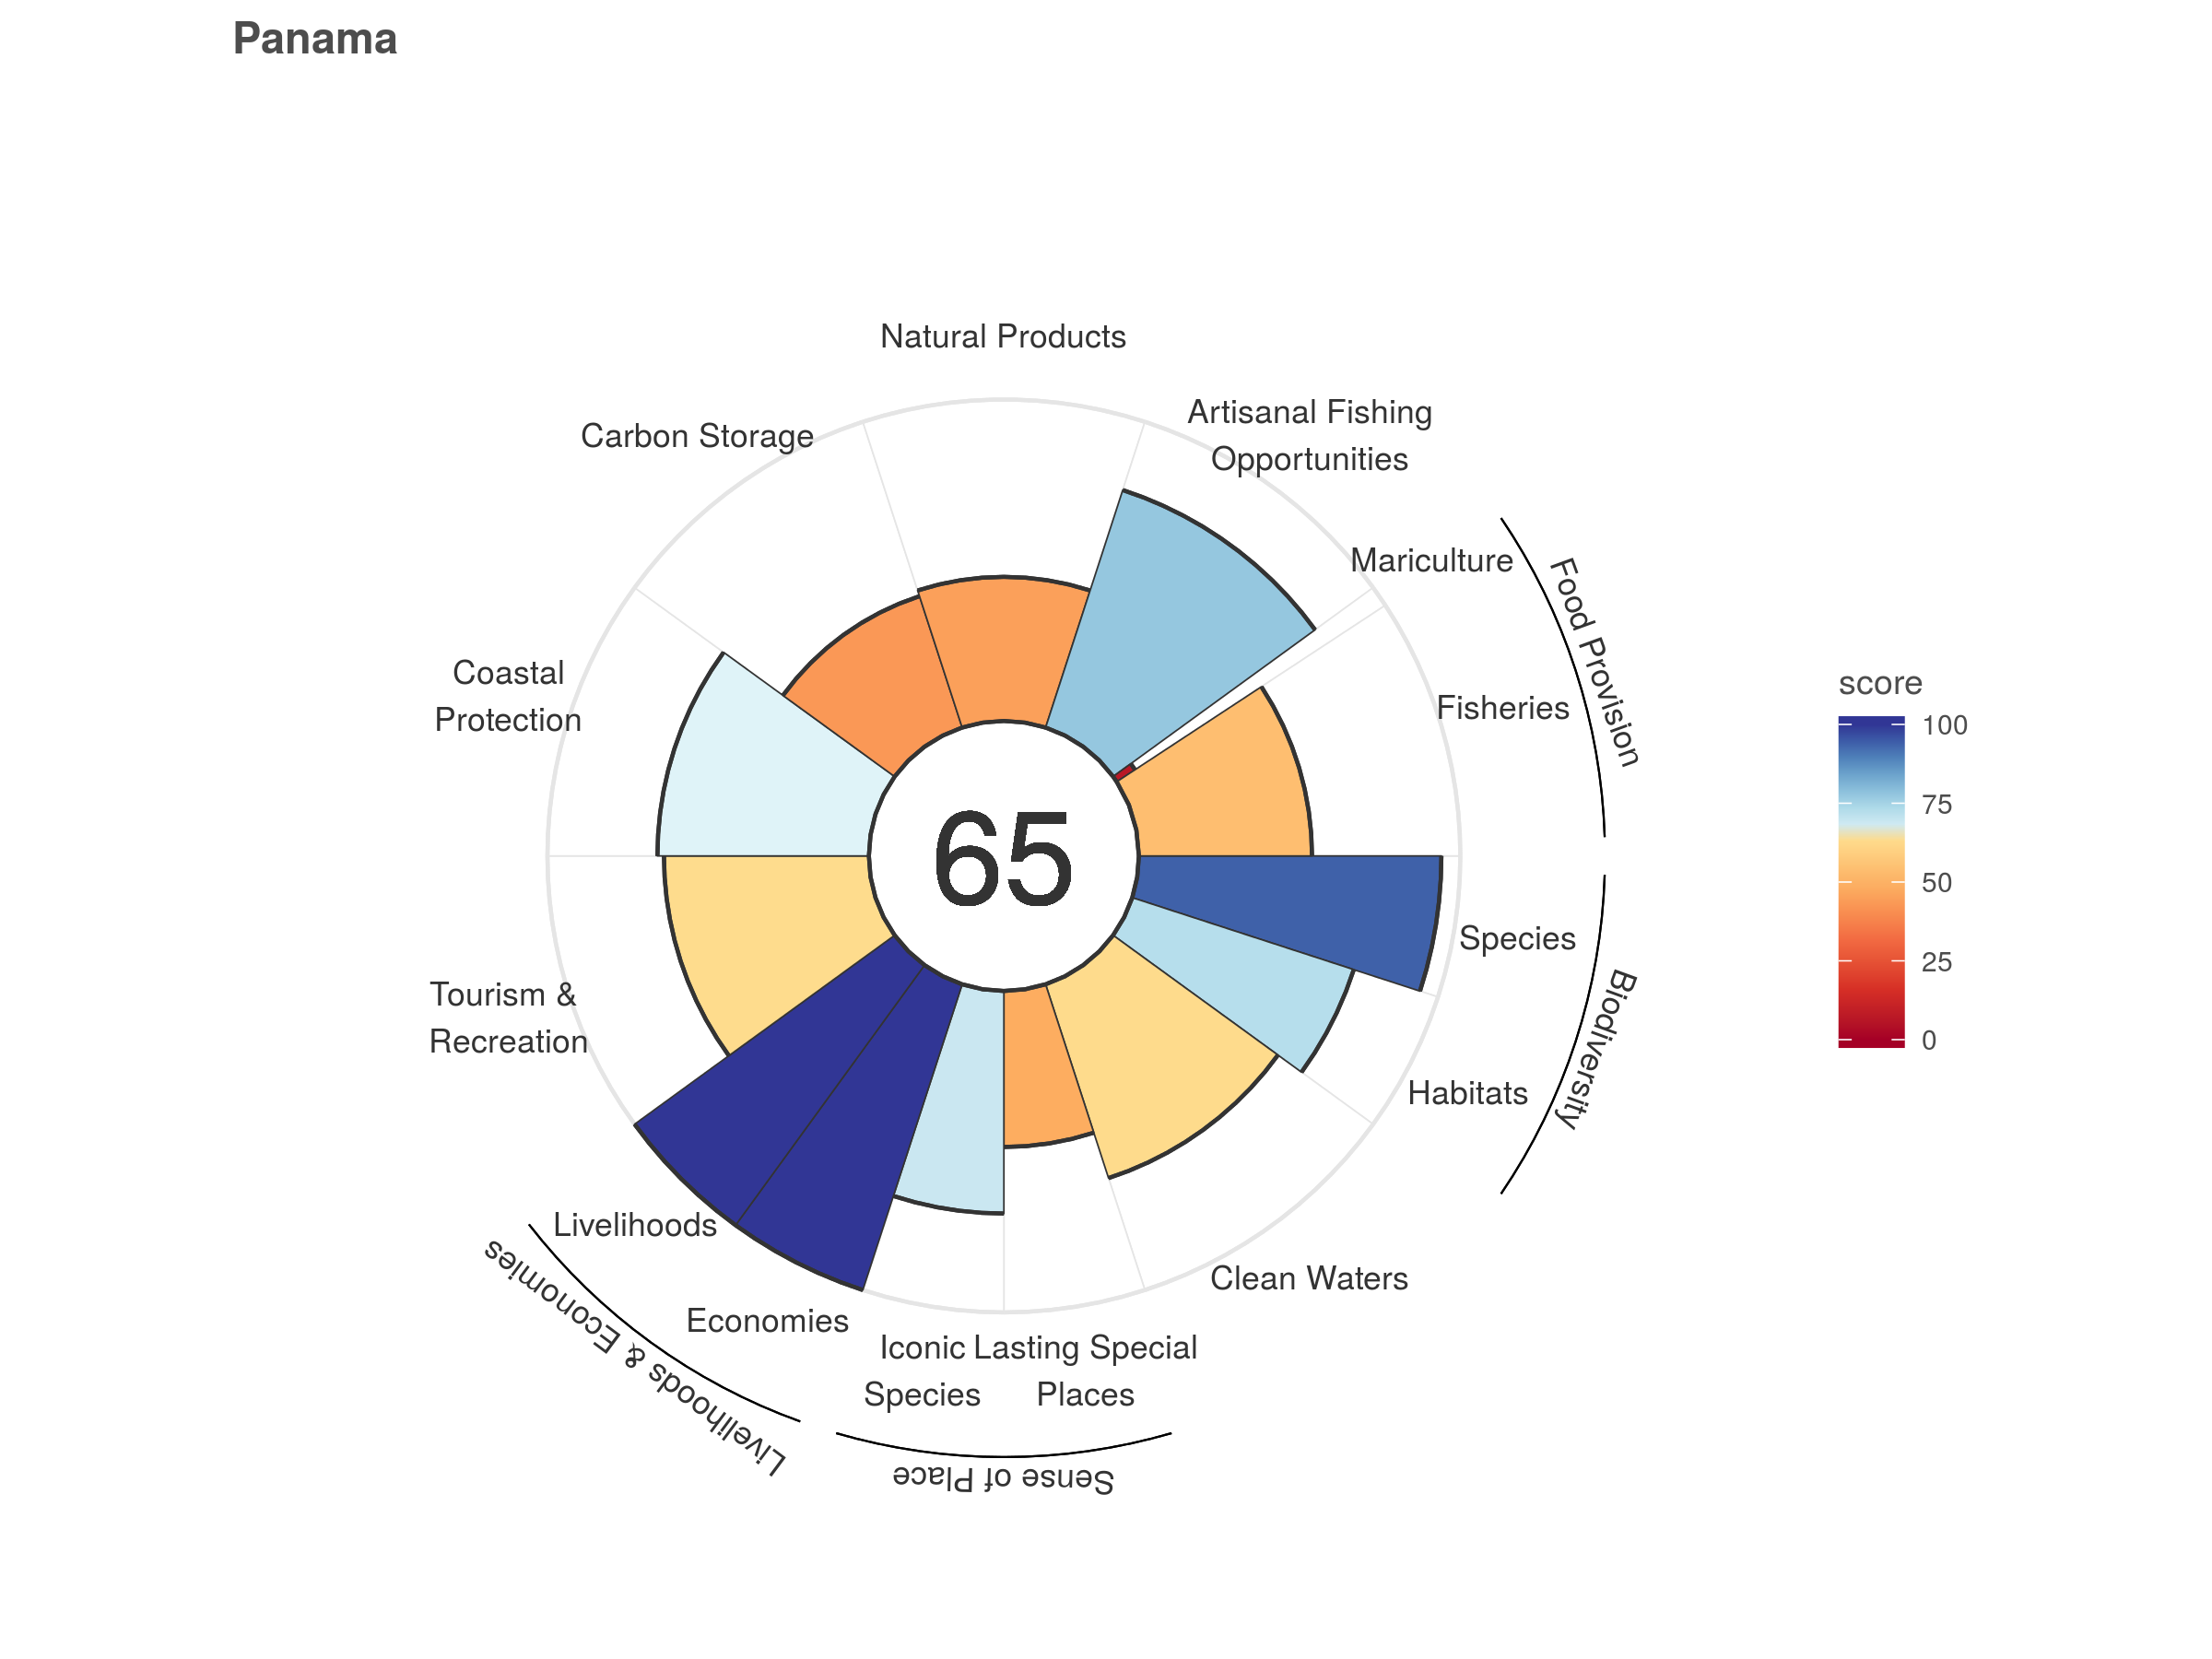 Panama
Natural Products
Artisanal Fishing
Opportunities
Carbon Storage
Mariculture
Food Provision
Fisheries
Coastal
Protection
score
100
75
50
25
0
65
Species
Biodiversity
Habitats
Tourism &
Recreation
Livelihoods
Clean Waters
Economies
Livelihoods & Economies
Iconic
Species
Lasting Special
Places
Sense of Place